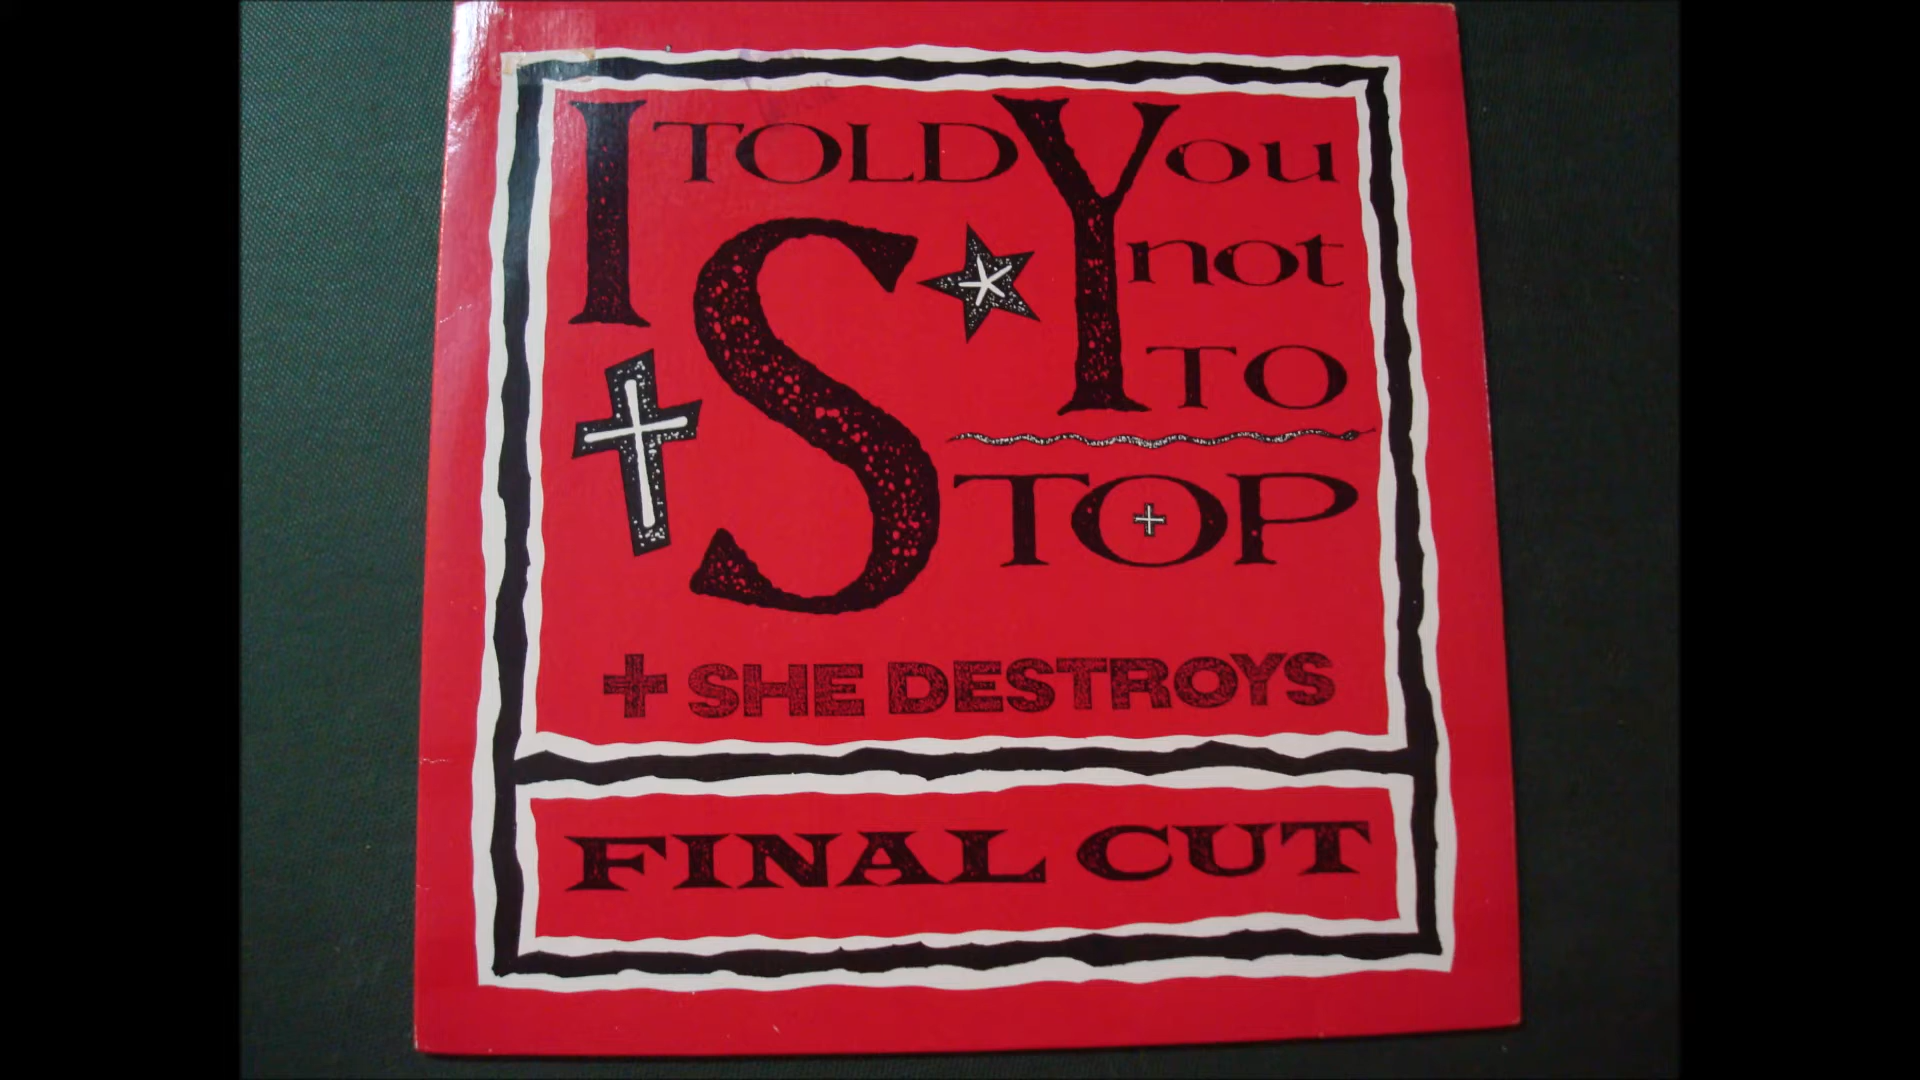 I TOLD You
not
TO
STOP
+ SHE DESTROYS
FINAL CUT